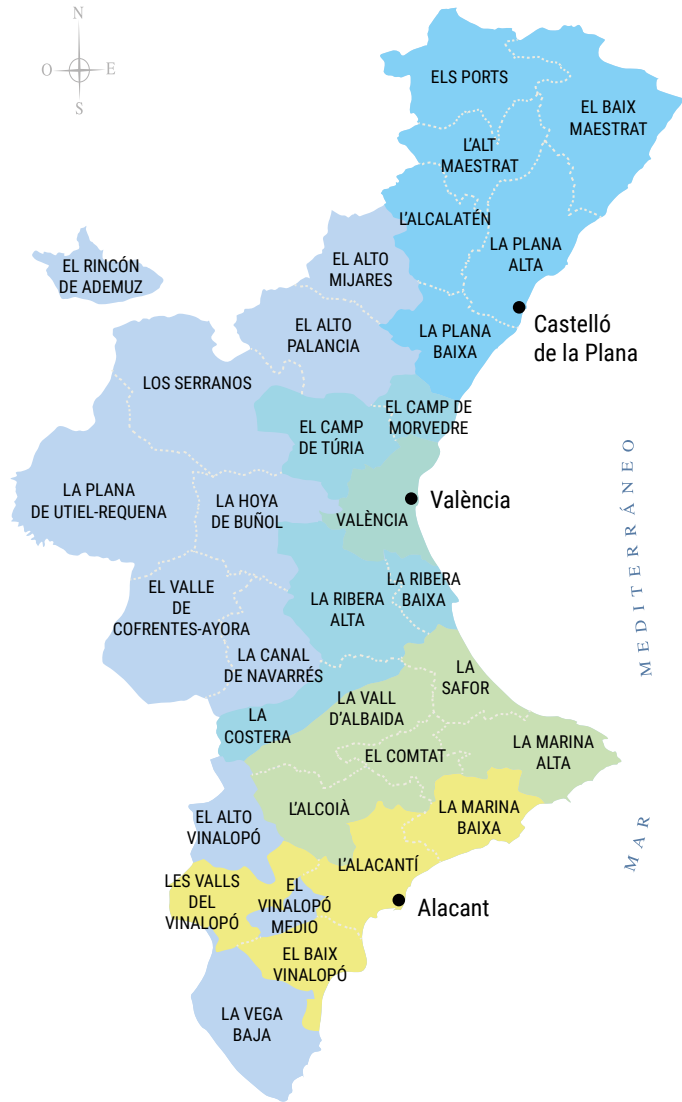 N
O
E
S
ELS PORTS
EL BAIX
MAESTRAT
L'ALT
MAESTRAT
L'ALCALATÉN
LA PLANA
ALTA
EL ALTO
MIJARES
EL RINCÓN
DE ADEMUZ
EL ALTO
PALANCIA
LA PLANA
BAIXA
Castelló
de la Plana
LOS SERRANOS
EL CAMP DE
MORVEDRE
EL CAMP
DE TÚRIA
LA PLANA
DE UTIEL-REQUENA
LA HOYA
DE BUÑOL
VALÈNCIA
València
MAR MEDITERRÁNEO
EL VALLE
DE
COFRENTES-AYORA
LA RIBERA
ALTA
LA RIBERA
BAIXA
LA CANAL
DE NAVARRÉS
LA
SAFOR
LA VALL
D'ALBAIDA
LA
COSTERA
EL COMTAT
LA MARINA
ALTA
EL ALTO
VINALOPÓ
L'ALCOIÀ
LA MARINA
BAIXA
L'ALACANTÍ
LES VALLS
DEL
VINALOPÓ
EL
VINALOPÓ
MEDIO
Alacant
EL BAIX
VINALOPÓ
LA VEGA
BAJA